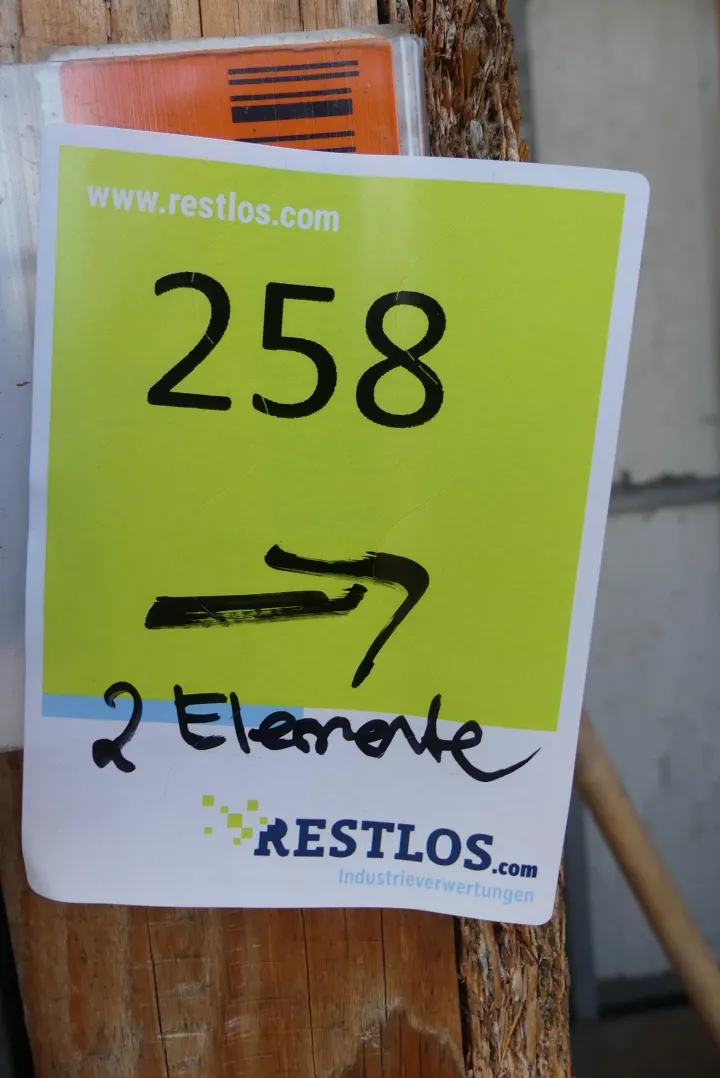 www.restlos.com
258
2 Elemente
RESTLOS.com
Industrieverwertungen